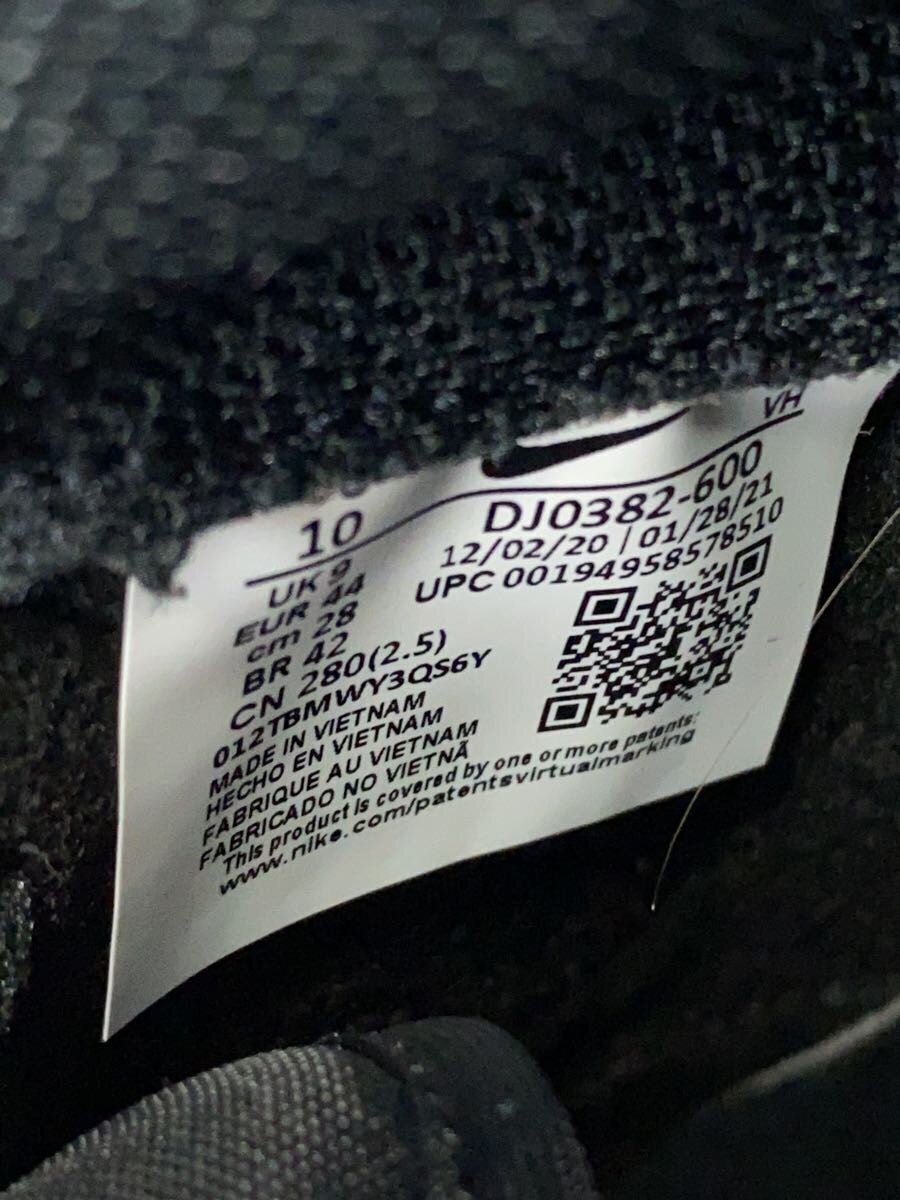 VH
10
UK 9
EUR 44
cm 28
BR 42
CN 280(2.5)
DJ0382-600
12/02/20 | 01/28/21
UPC 00194958578510
012TBMWY3QS6Y
MADE IN VIETNAM
HECHO EN VIETNAM
FABRIQUE AU VIETNAM
FABRICADO NO VIETNÃ
This product is covered by one or more patents:
www.nike.com/patentsvirtualmarking